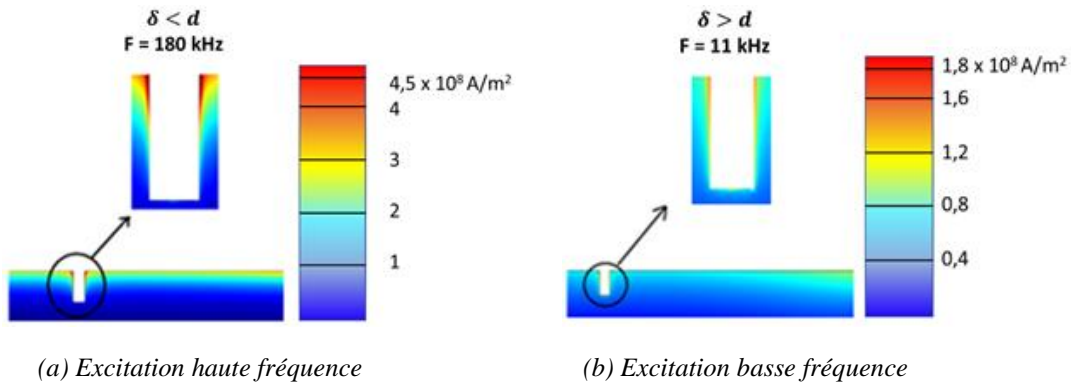 δ < d
F = 180 kHz
4,5 x 10⁸ A/m²
4
3
2
1
(a) Excitation haute fréquence
δ > d
F = 11 kHz
1,8 x 10⁸ A/m²
1,6
1,2
0,8
0,4
(b) Excitation basse fréquence